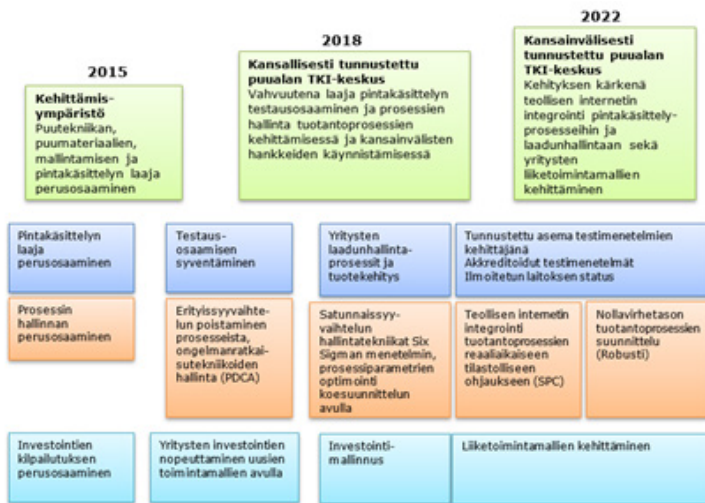 2015
Kehittämis-
ympäristö
Puutekniikan,
puumateriaalien,
mallintamisen ja
pintakäsittelyn laaja
perusosaaminen
2018
Kansallisesti tunnustettu
puualan TKI-keskus
Vahvuutena laaja pintakäsittelyn
testausosaaminen ja prosessien
hallinta tuotantoprosessien
kehittämisessä ja kansainvälisten
hankkeiden käynnistämisessä
2022
Kansainvälisesti
tunnustettu puualan
TKI-keskus
Kehityksen kärkenä
teollisen internetin
integrointi pintakäsittely-
prosesseihin ja
laadunhallintaan sekä
yritysten
liiketoimintamallien
kehittäminen
Pintakäsittelyn
laaja
perusosaaminen
Testaus-
osaamisen
syventäminen
Yritysten
laadunhallinta-
prosessit ja
tuotekehitys
Tunnustettu asema testimenetelmien
kehittäjänä
Akkreditoidut testimenetelmät
Ilmoitetun laitoksen status
Prosessin
hallinnan
perusosaaminen
Erityissyyvaihte-
lun poistaminen
prosesseista,
ongelmanratkai-
sutekniikoiden
hallinta (PDCA)
Satunnaissyy-
vaihtelun
hallintatekniikat Six
Sigman menetelmin,
prosessiparametrien
optimointi
koesuunnittelun
avulla
Teollisen internetin
integrointi
tuotantoprosessien
reaaliaikaiseen
tilastolliseen
ohjaukseen (SPC)
Nollavirhetason
tuotantoprosessien
suunnittelu
(Robusti)
Investointien
kilpailutuksen
perusosaaminen
Yritysten investointien
nopeuttaminen uusien
toimintamallien avulla
Investointi-
mallinnus
Liiketoimintamallien kehittäminen